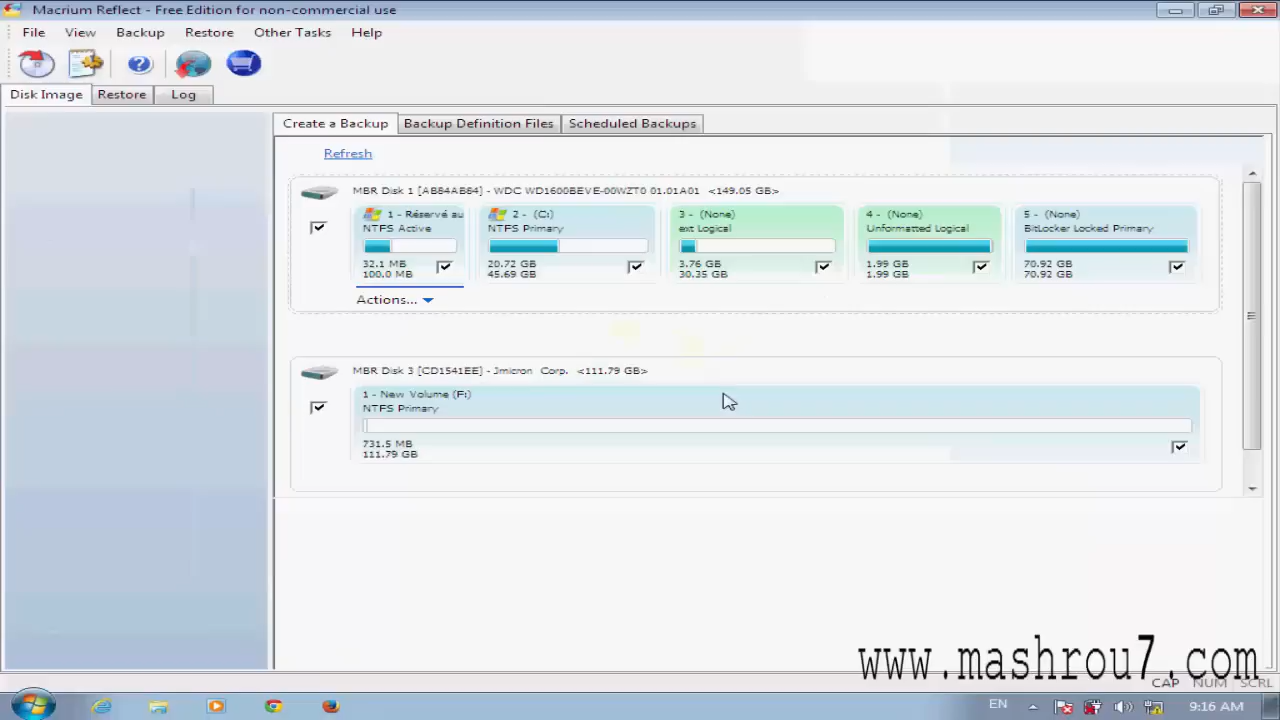 Macrium Reflect - Free Edition for non-commercial use
File View Backup Restore Other Tasks Help
Disk Image Restore Log
Create a Backup Backup Definition Files Scheduled Backups
Refresh
MBR Disk 1 [AB84AB84] - WDC WD1600BEVE-00WZT0 01.01A01 <149.05 GB>
1 - Réservé au 2 - (C:) 3 - (None) 4 - (None) 5 - (None)
NTFS Active NTFS Primary ext Logical Unformatted Logical BitLocker Locked Primary
32.1 MB 20.72 GB 3.76 GB 1.99 GB 70.92 GB
100.0 MB 45.69 GB 30.35 GB 1.99 GB 70.92 GB
Actions...
MBR Disk 3 [CD1541EE] - Jmicron Corp. <111.79 GB>
1 - New Volume (F:)
NTFS Primary
731.5 MB
111.79 GB
www.mashrou7.com
CAP NUM SCRL
EN 9:16 AM